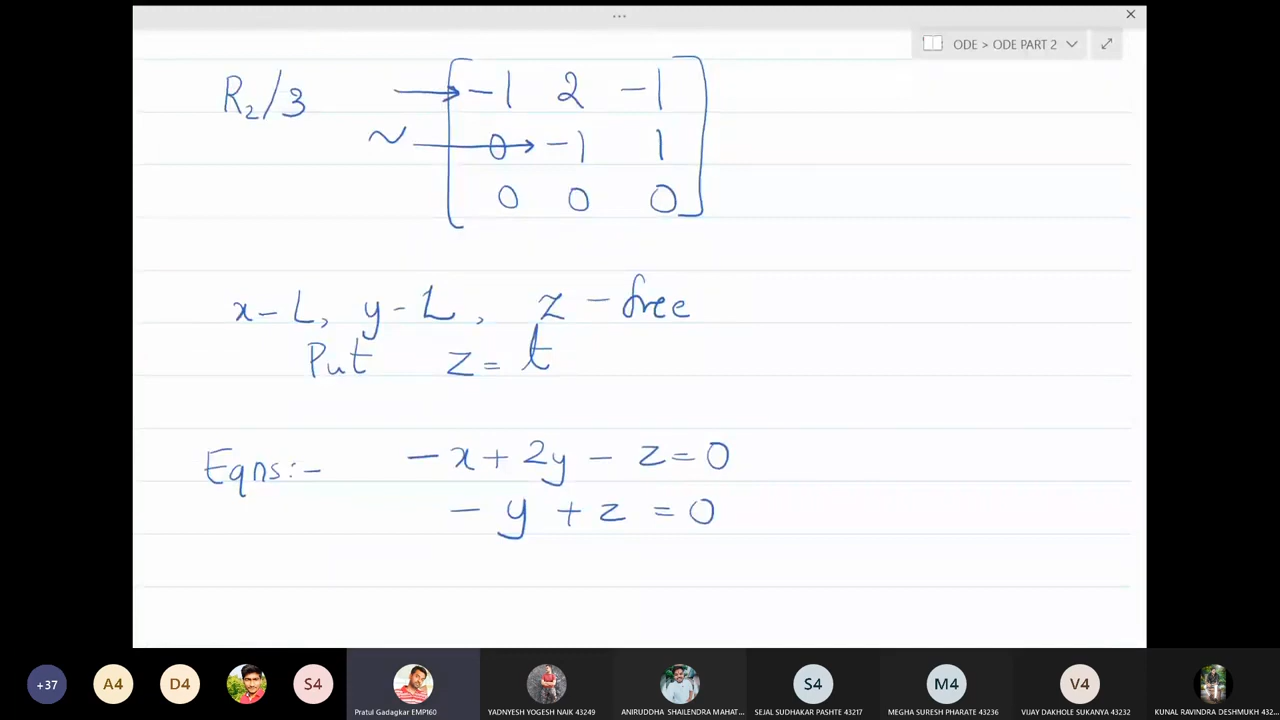 ...
ODE > ODE PART 2
R₂/3
-1 2 -1
~ 0 -1 1
0 0 0
x-L, y-L, z-free
Put z=t
Eqns:- -x+2y-z=0
-y+z=0
+37 A4 D4 S4 S4 M4 V4
Pratul Gadagkar EMP160 YADNYESH YOGESH NAIK 43249 ANIRUDDHA SHAILENDRA MAHAT... SEJAL SUDHAKAR PASHTE 43217 MEGHA SURESH PHARATE 43236 VIJAY DAKHOLE SUKANYA 43232 KUNAL RAVINDRA DESHMUKH 432...